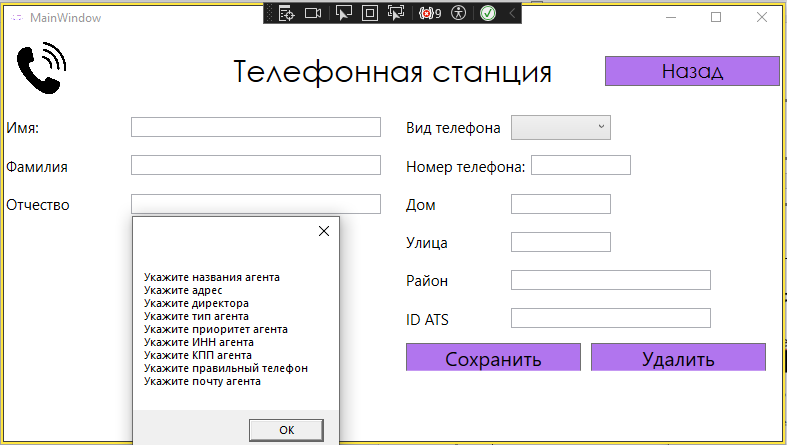 MainWindow
9
Телефонная станция
Назад
Имя:
Фамилия
Отчество
Вид телефона
Номер телефона:
Дом
Улица
Район
ID ATS
Сохранить
Удалить
Укажите названия агента
Укажите адрес
Укажите директора
Укажите тип агента
Укажите приоритет агента
Укажите ИНН агента
Укажите КПП агента
Укажите правильный телефон
Укажите почту агента
OK